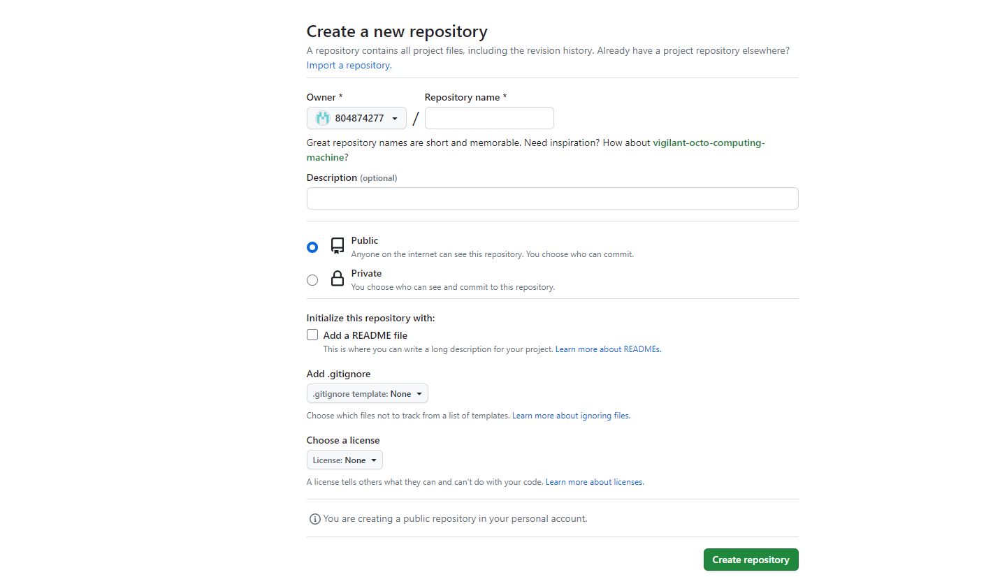 Create a new repository
A repository contains all project files, including the revision history. Already have a project repository elsewhere?
Import a repository.
Owner *
Repository name *
804874277
/
Great repository names are short and memorable. Need inspiration? How about vigilant-octo-computing-
machine?
Description (optional)
Public
Anyone on the internet can see this repository. You choose who can commit.
Private
You choose who can see and commit to this repository.
Initialize this repository with:
Add a README file
This is where you can write a long description for your project. Learn more about READMEs.
Add .gitignore
.gitignore template: None
Choose which files not to track from a list of templates. Learn more about ignoring files.
Choose a license
License: None
A license tells others what they can and can't do with your code. Learn more about licenses.
You are creating a public repository in your personal account.
Create repository